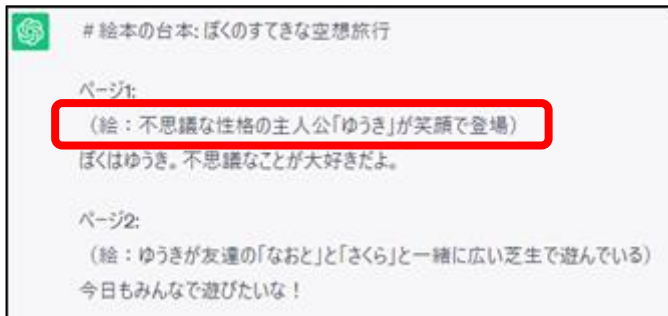 # 絵本の台本: ぼくのすてきな空想旅行
ページ1:
（絵：不思議な性格の主人公「ゆうき」が笑顔で登場）
ぼくはゆうき。不思議なことが大好きだよ。
ページ2:
（絵：ゆうきが友達の「なおと」と「さくら」と一緒に広い芝生で遊んでいる）
今日もみんなで遊びたいな！